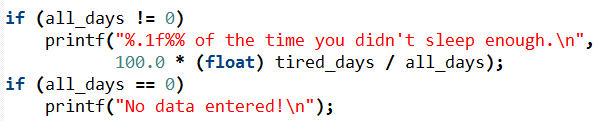 if (all_days != 0)
    printf("%.1f%% of the time you didn't sleep enough.\n",
           100.0 * (float) tired_days / all_days);
if (all_days == 0)
    printf("No data entered!\n");